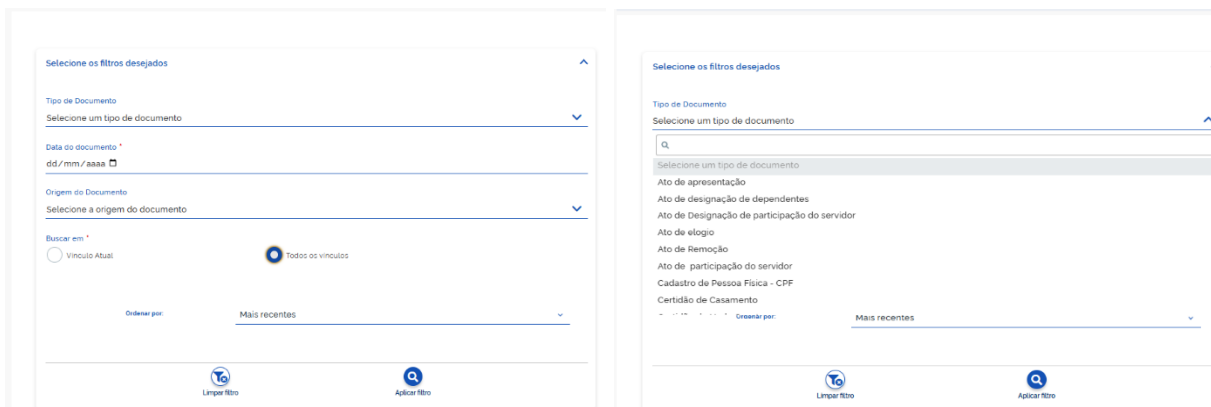 Selecione os filtros desejados
Tipo de Documento
Selecione um tipo de documento
Data do documento *
dd/mm/aaaa
Origem do Documento
Selecione a origem do documento
Buscar em *
Vínculo Atual
Todos os vínculos
Ordenar por:
Mais recentes
Limpar filtro
Aplicar filtro
Selecione os filtros desejados
Tipo de Documento
Selecione um tipo de documento
Selecione um tipo de documento
Ato de apresentação
Ato de designação de dependentes
Ato de Designação de participação do servidor
Ato de elogio
Ato de Remoção
Ato de participação do servidor
Cadastro de Pessoa Física - CPF
Certidão de Casamento
Ordenar por:
Mais recentes
Limpar filtro
Aplicar filtro